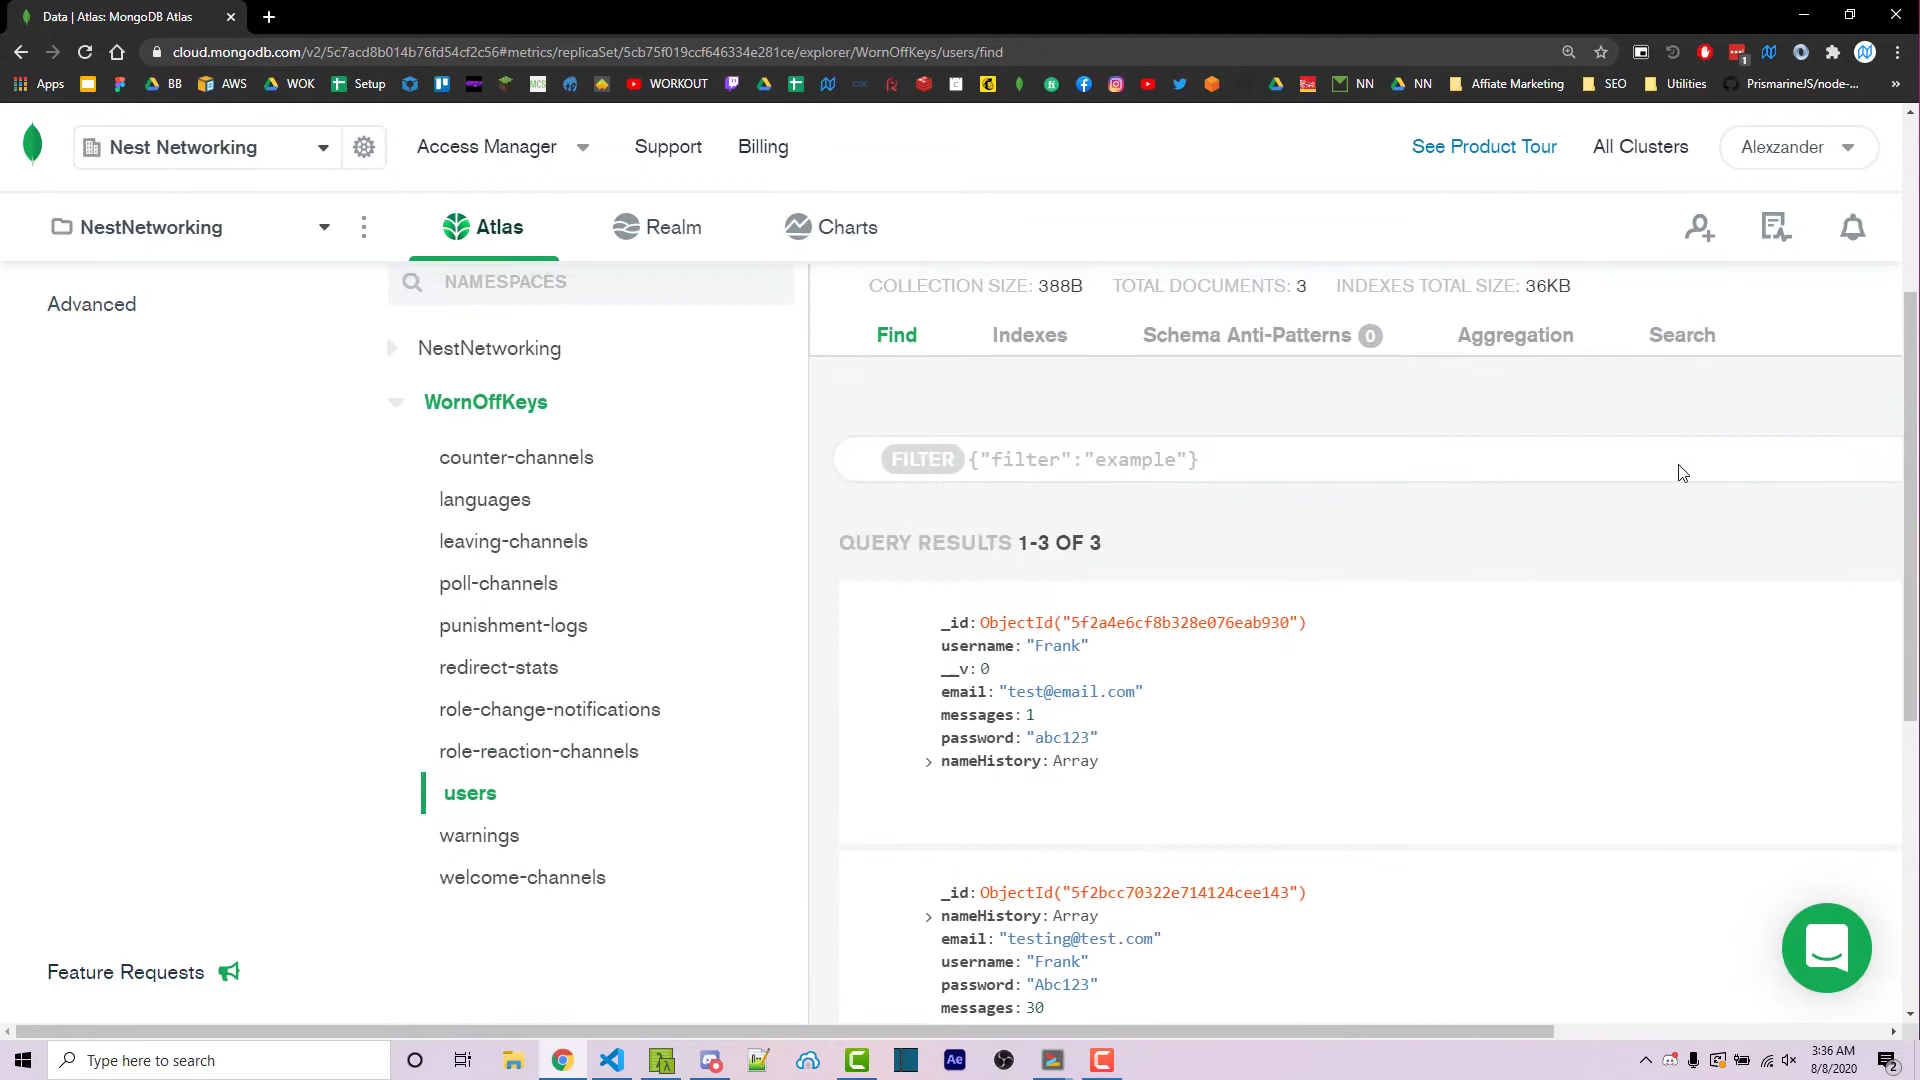 Data | Atlas: MongoDB Atlas
cloud.mongodb.com/v2/5c7acd8b014b76fd54cf2c56#metrics/replicaSet/5cb75f019ccf646334e281ce/explorer/WornOffKeys/users/find
Apps BB AWS WOK Setup WORKOUT NN NN Affiate Marketing SEO Utilities PrismarineJS/node-... »
Nest Networking Access Manager Support Billing See Product Tour All Clusters Alexzander
NestNetworking Atlas Realm Charts
Advanced
NAMESPACES
NestNetworking
WornOffKeys
counter-channels
languages
leaving-channels
poll-channels
punishment-logs
redirect-stats
role-change-notifications
role-reaction-channels
users
warnings
welcome-channels
Feature Requests
COLLECTION SIZE: 388B TOTAL DOCUMENTS: 3 INDEXES TOTAL SIZE: 36KB
Find Indexes Schema Anti-Patterns 0 Aggregation Search
FILTER {"filter":"example"}
QUERY RESULTS 1-3 OF 3
_id: ObjectId("5f2a4e6cf8b328e076eab930")
username: "Frank"
__v: 0
email: "test@email.com"
messages: 1
password: "abc123"
nameHistory: Array
_id: ObjectId("5f2bcc70322e714124cee143")
nameHistory: Array
email: "testing@test.com"
username: "Frank"
password: "Abc123"
messages: 30
Type here to search
Ae
3:36 AM
8/8/2020
2